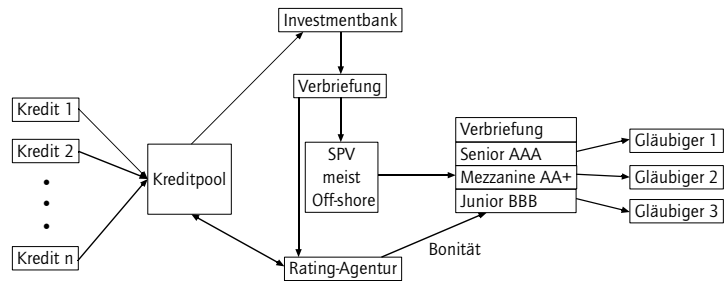 Investmentbank
Verbriefung
Kredit 1
Kredit 2
Kredit n
Kreditpool
SPV
meist
Off-shore
Verbriefung
Senior AAA
Mezzanine AA+
Junior BBB
Gläubiger 1
Gläubiger 2
Gläubiger 3
Bonität
Rating-Agentur